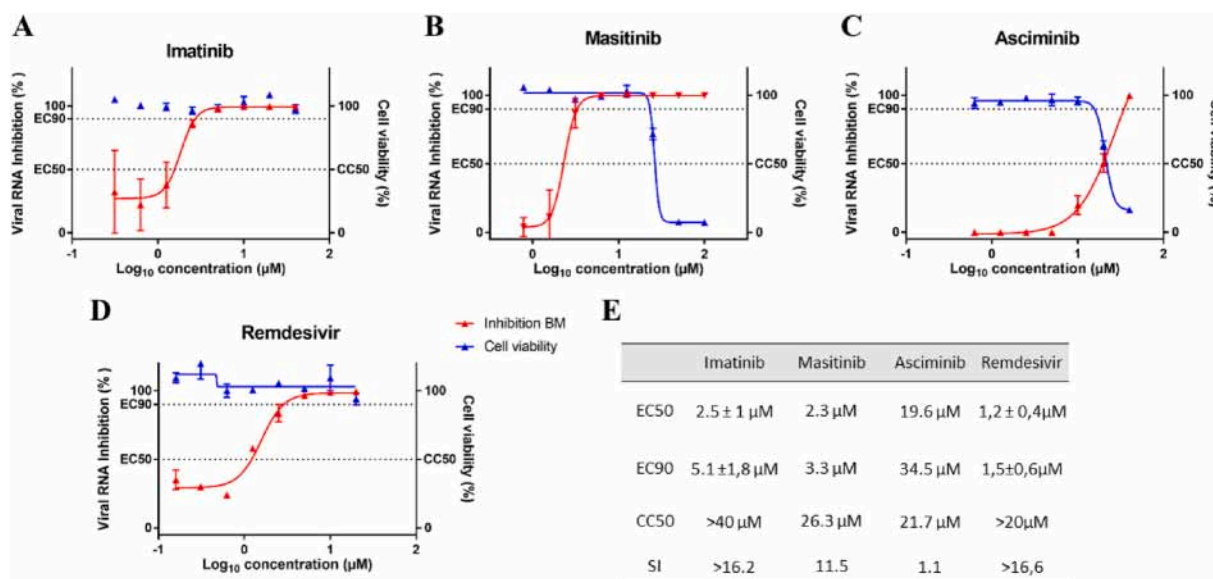 A
Imatinib
Viral RNA Inhibition (%)
100
EC90
EC50
0
100
CC50
0
Cell viability (%)
-1 0 1 2
Log10 concentration (µM)
B
Masitinib
Viral RNA Inhibition (%)
100
EC90
EC50
0
100
CC50
0
Cell viability (%)
0 1 2
Log10 concentration (µM)
C
Asciminib
Viral RNA Inhibition (%)
100
EC90
EC50
0
100
CC50
0
Cell viability (%)
-1 0 1 2
Log10 concentration (µM)
D
Remdesivir
Viral RNA Inhibition (%)
100
EC90
EC50
0
100
CC50
0
Cell viability (%)
-1 0 1 2
Log10 concentration (µM)
Inhibition BM
Cell viability
E
Imatinib Masitinib Asciminib Remdesivir
EC50 2.5 ± 1 µM 2.3 µM 19.6 µM 1,2 ± 0,4µM
EC90 5.1 ±1,8 µM 3.3 µM 34.5 µM 1,5±0,6µM
CC50 >40 µM 26.3 µM 21.7 µM >20µM
SI >16.2 11.5 1.1 >16,6